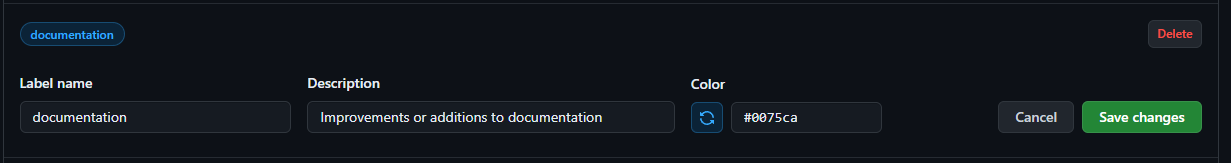 documentation
Delete
Label name
Description
Color
documentation
Improvements or additions to documentation
#0075ca
Cancel
Save changes